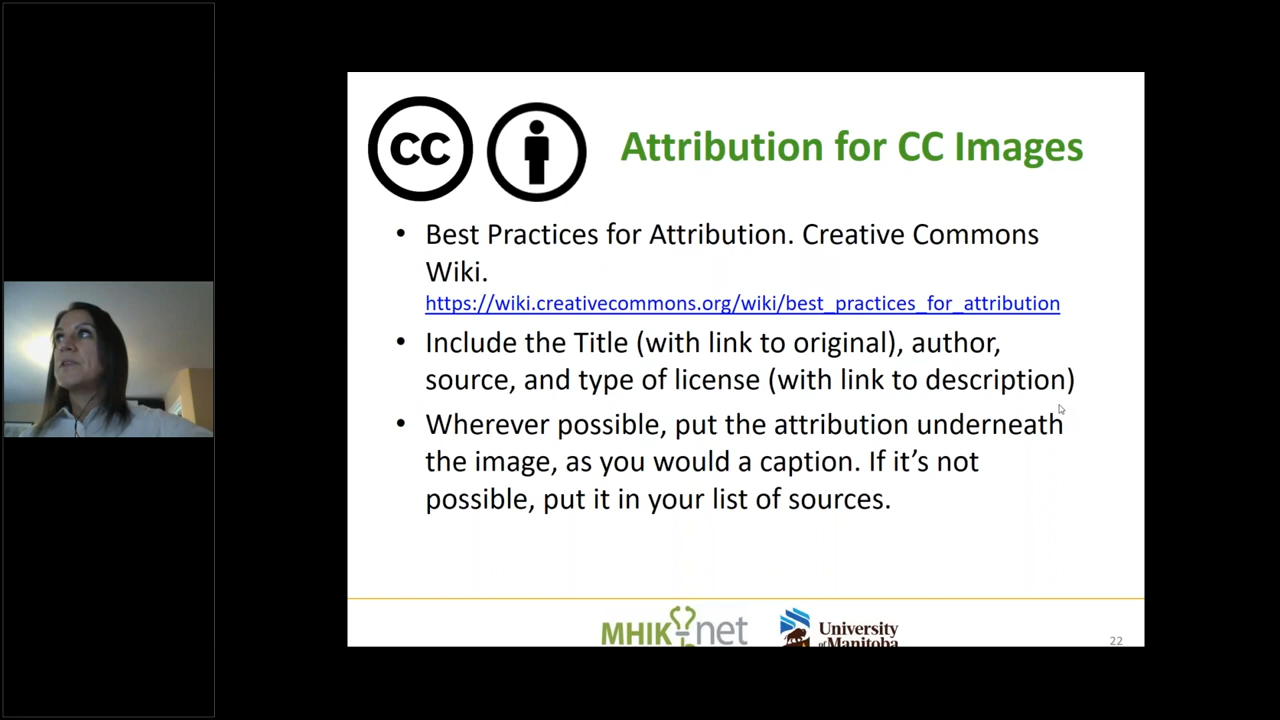 CC
Attribution for CC Images
• Best Practices for Attribution. Creative Commons
Wiki.
https://wiki.creativecommons.org/wiki/best_practices_for_attribution
• Include the Title (with link to original), author,
source, and type of license (with link to description)
• Wherever possible, put the attribution underneath
the image, as you would a caption. If it’s not
possible, put it in your list of sources.
MHIKnet
University
of Manitoba
22